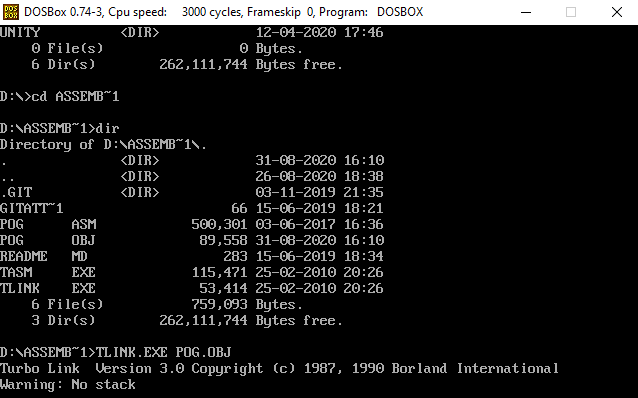 DOSBox 0.74-3, Cpu speed: 3000 cycles, Frameskip 0, Program: DOSBOX
UNITY <DIR> 12-04-2020 17:46
0 File(s) 0 Bytes.
6 Dir(s) 262,111,744 Bytes free.
D:\>cd ASSEMB~1
D:\ASSEMB~1>dir
Directory of D:\ASSEMB~1\.
. <DIR> 31-08-2020 16:10
.. <DIR> 26-08-2020 18:38
.GIT <DIR> 03-11-2019 21:35
GITATT~1 66 15-06-2019 18:21
POG ASM 500,301 03-06-2017 16:36
POG OBJ 89,558 31-08-2020 16:10
README MD 283 15-06-2019 18:34
TASM EXE 115,471 25-02-2010 20:26
TLINK EXE 53,414 25-02-2010 20:26
6 File(s) 759,093 Bytes.
3 Dir(s) 262,111,744 Bytes free.
D:\ASSEMB~1>TLINK.EXE POG.OBJ
Turbo Link Version 3.0 Copyright (c) 1987, 1990 Borland International
Warning: No stack